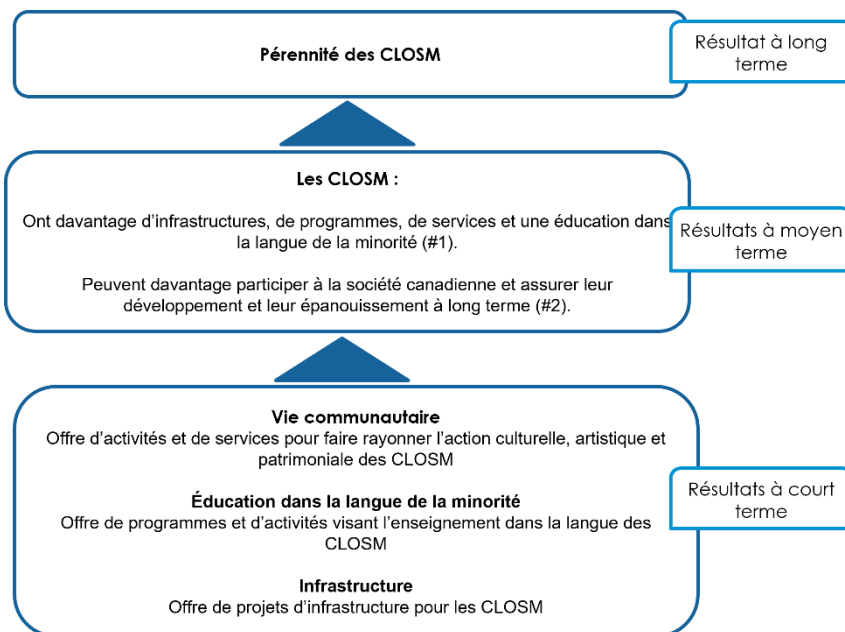 Pérennité des CLOSM
Résultat à long
terme
Les CLOSM :
Ont davantage d’infrastructures, de programmes, de services et une éducation dans
la langue de la minorité (#1).
Peuvent davantage participer à la société canadienne et assurer leur
développement et leur épanouissement à long terme (#2).
Résultats à moyen
terme
Vie communautaire
Offre d’activités et de services pour faire rayonner l’action culturelle, artistique et
patrimoniale des CLOSM
Éducation dans la langue de la minorité
Offre de programmes et d’activités visant l’enseignement dans la langue des
CLOSM
Infrastructure
Offre de projets d’infrastructure pour les CLOSM
Résultats à court
terme